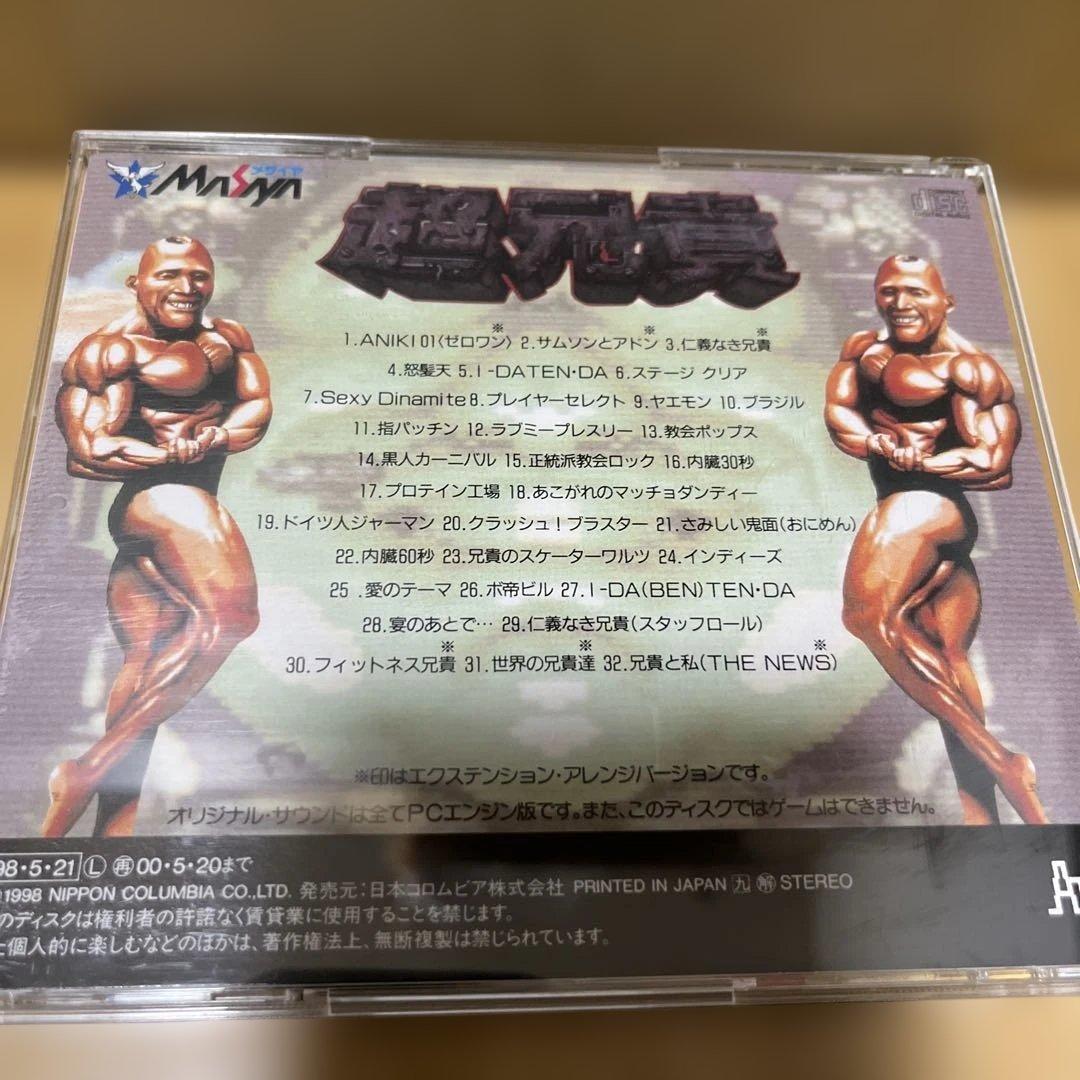 メサイヤ
MASAYA
超兄貴
disc
DIGITAL AUDIO
1.ANIKI 01〈ゼロワン〉※ 2.サムソンとアドン※ 3.仁義なき兄貴※
4.怒髪天 5.I-DATEN・DA 6.ステージ クリア
7.Sexy Dinamite 8.プレイヤーセレクト 9.ヤエモン 10.ブラジル
11.指パッチン 12.ラブミープレスリー 13.教会ポップス
14.黒人カーニバル 15.正統派教会ロック 16.内臓30秒
17.プロテイン工場 18.あこがれのマッチョダンディー
19.ドイツ人ジャーマン 20.クラッシュ!ブラスター 21.さみしい鬼面(おにめん)
22.内臓60秒 23.兄貴のスケーターワルツ 24.インディーズ
25.愛のテーマ 26.ボ帝ビル 27.I-DA(BEN)TEN・DA
28.宴のあとで… 29.仁義なき兄貴(スタッフロール)
30.フィットネス兄貴※ 31.世界の兄貴達※ 32.兄貴と私(THE NEWS)※
※印はエクステンション・アレンジバージョンです。
オリジナル・サウンドは全てPCエンジン版です。また、このディスクではゲームはできません。
98・5・21 Ⓛ 再 00・5・20まで
1998 NIPPON COLUMBIA CO.,LTD. 発売元:日本コロムビア株式会社 PRINTED IN JAPAN 九 解 STEREO
のディスクは権利者の許諾なく賃貸業に使用することを禁じます。
個人的に楽しむなどのほかは、著作権法上、無断複製は禁じられています。